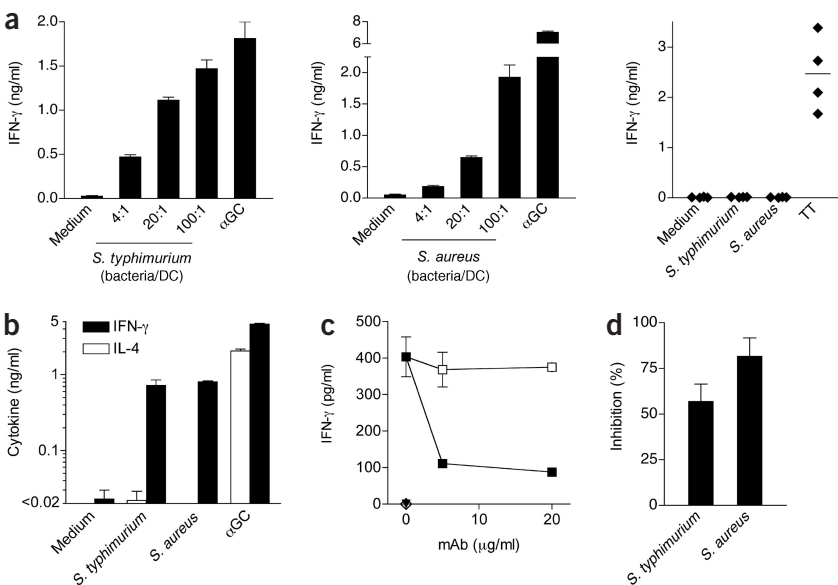 a
2.0
1.5
1.0
0.5
0.0
IFN-γ (ng/ml)
Medium
4:1
20:1
100:1
αGC
S. typhimurium
(bacteria/DC)
8
6
2.0
1.5
1.0
0.5
0.0
IFN-γ (ng/ml)
Medium
4:1
20:1
100:1
αGC
S. aureus
(bacteria/DC)
3
2
1
0
IFN-γ (ng/ml)
Medium
S. typhimurium
S. aureus
TT
b
5
1
0.1
<0.02
Cytokine (ng/ml)
IFN-γ
IL-4
Medium
S. typhimurium
S. aureus
αGC
c
500
400
300
200
100
0
IFN-γ (pg/ml)
0
10
20
mAb (μg/ml)
d
100
75
50
25
0
Inhibition (%)
S. typhimurium
S. aureus